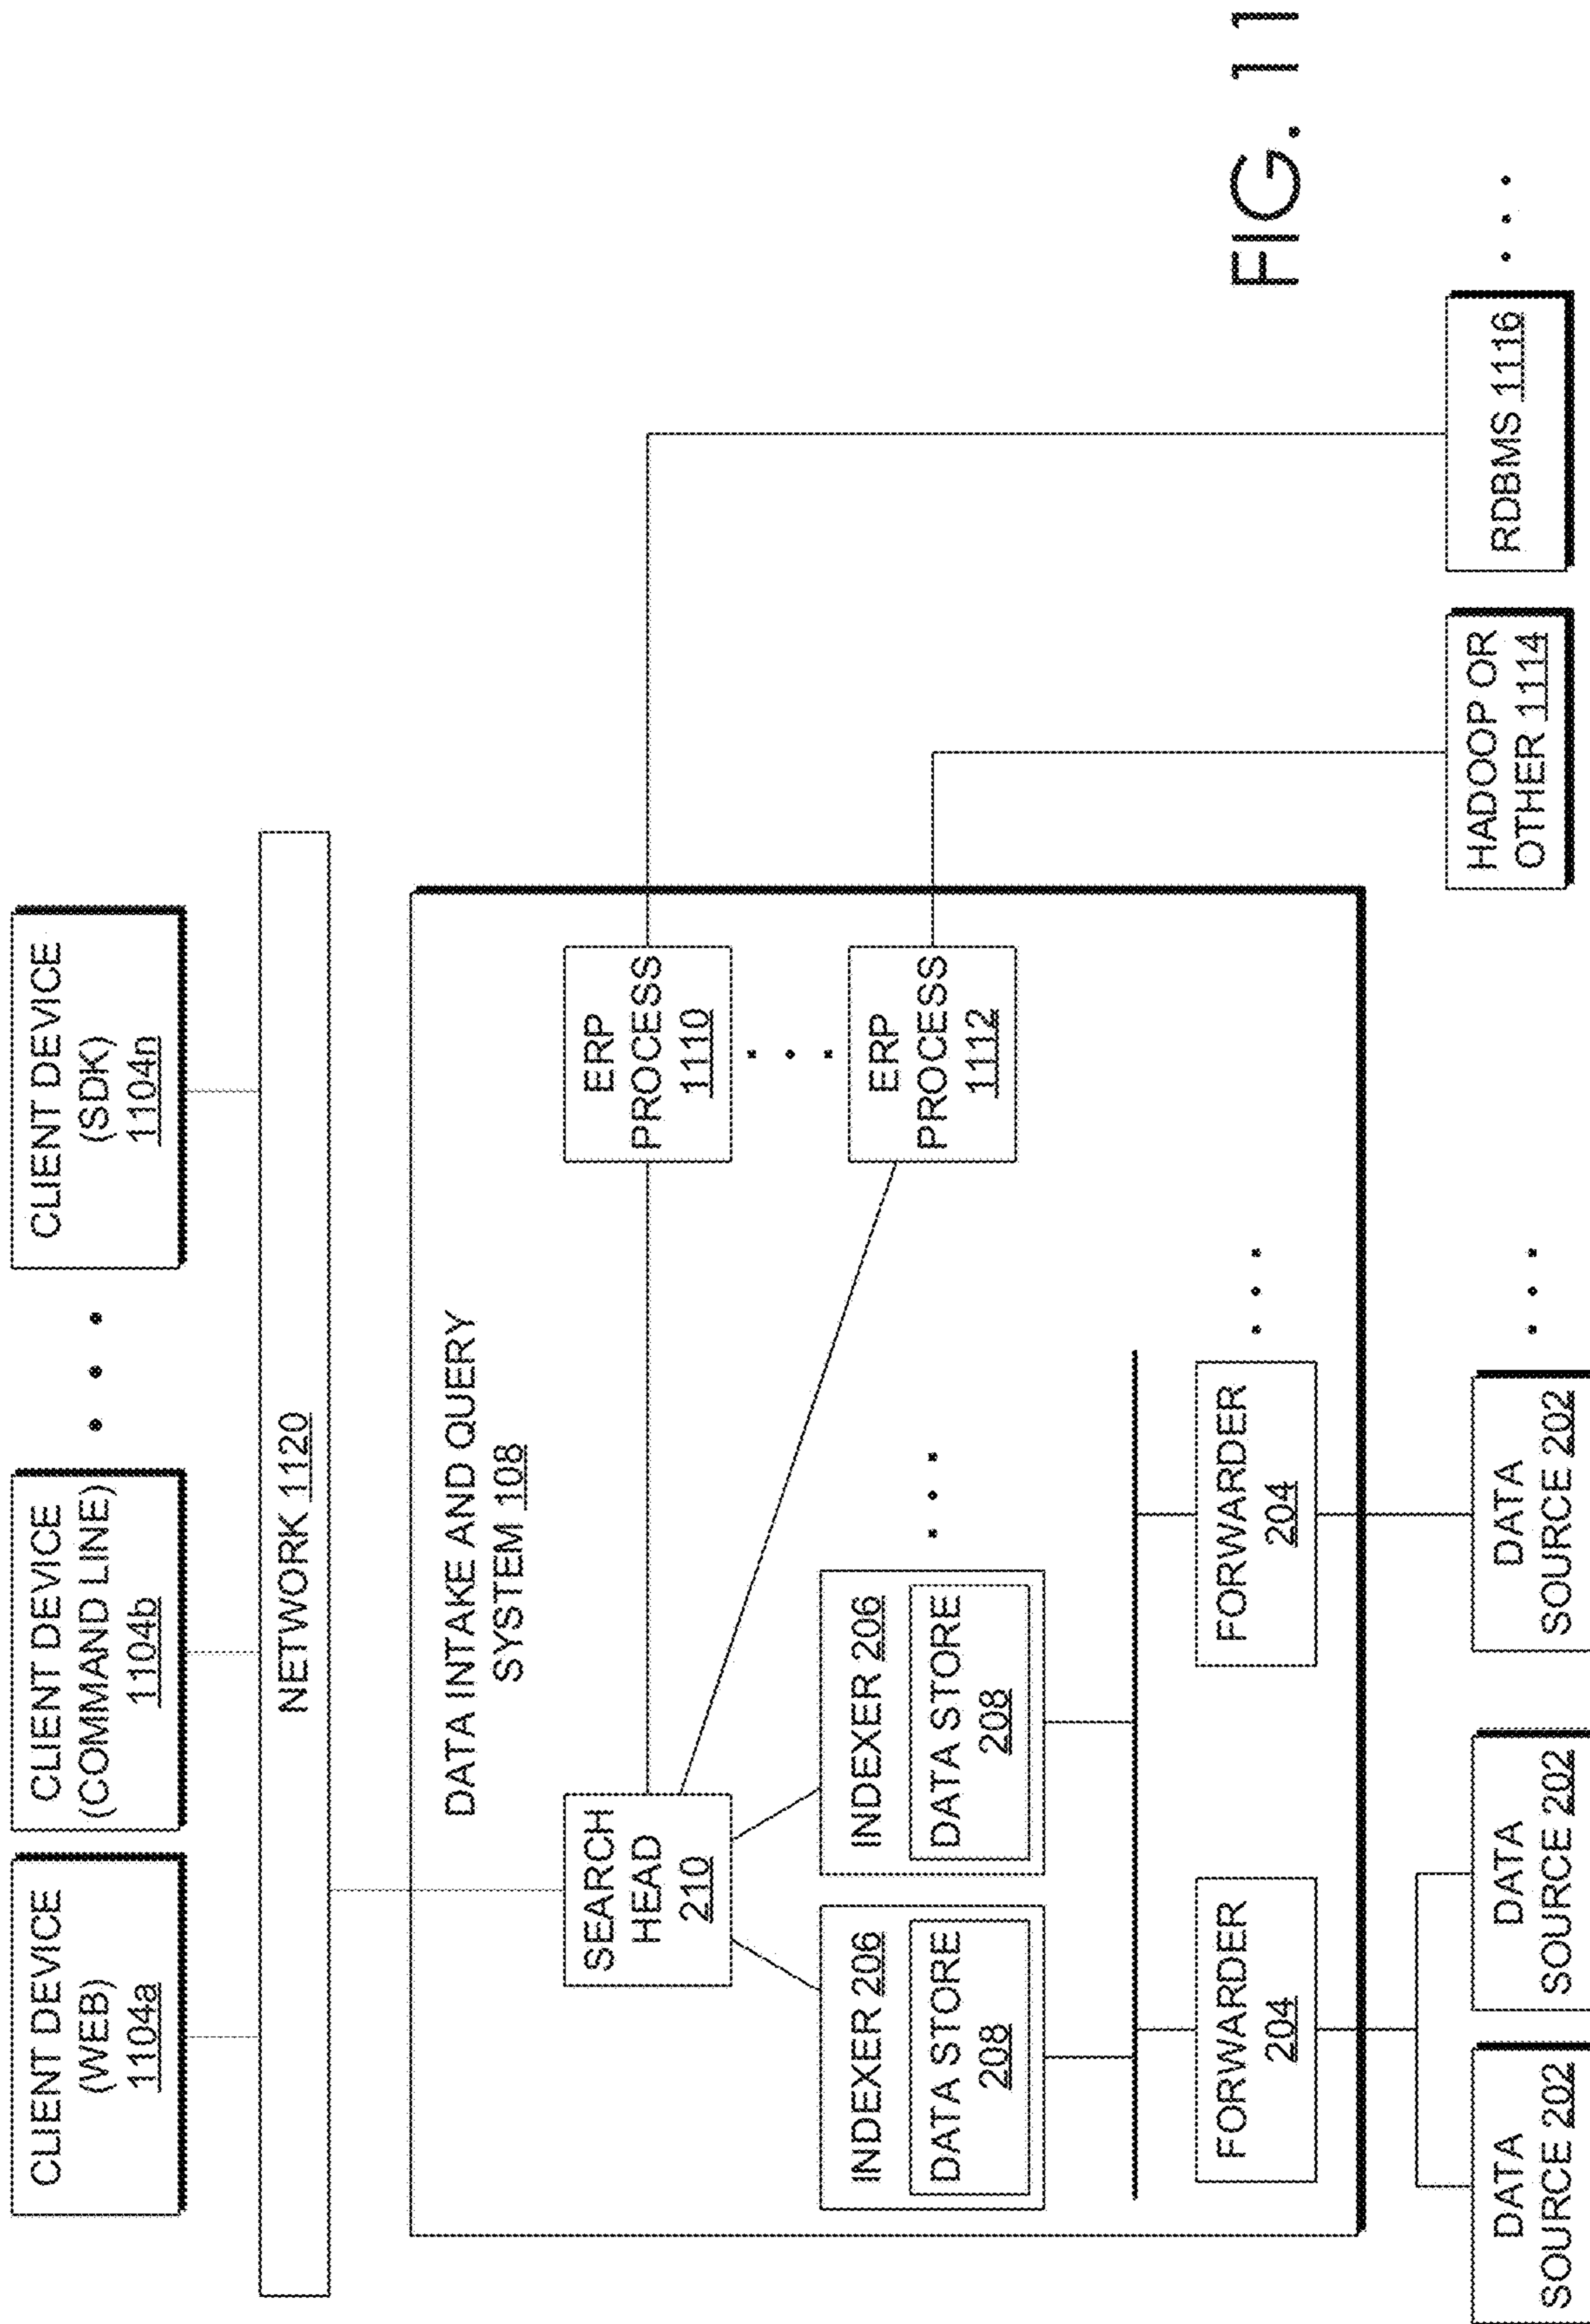 CLIENT DEVICE
(WEB)
1104a
CLIENT DEVICE
(COMMAND LINE)
1104b
CLIENT DEVICE
(SDK)
1104n
NETWORK 1120
DATA INTAKE AND QUERY
SYSTEM 108
SEARCH
HEAD
210
ERP
PROCESS
1110
ERP
PROCESS
1112
INDEXER 206
DATA STORE
208
INDEXER 206
DATA STORE
208
FORWARDER
204
FORWARDER
204
DATA
SOURCE 202
DATA
SOURCE 202
DATA
SOURCE 202
HADOOP OR
OTHER 1114
RDBMS 1116
FIG. 11